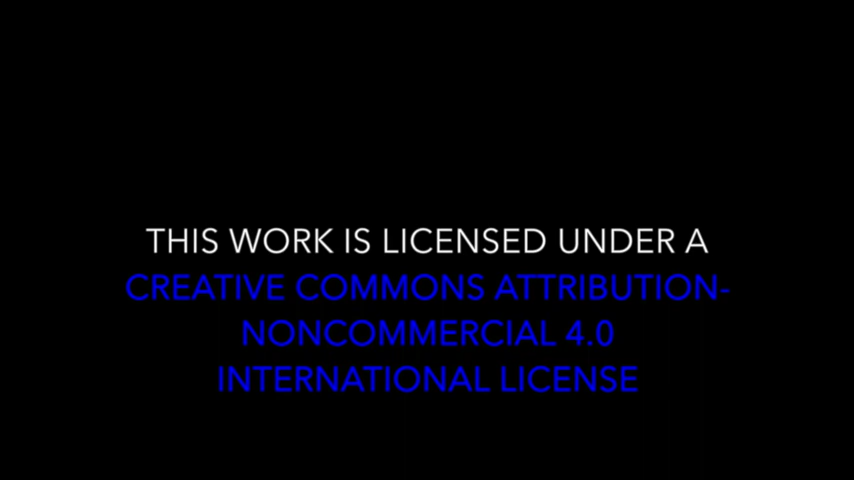 THIS WORK IS LICENSED UNDER A
CREATIVE COMMONS ATTRIBUTION-
NONCOMMERCIAL 4.0
INTERNATIONAL LICENSE